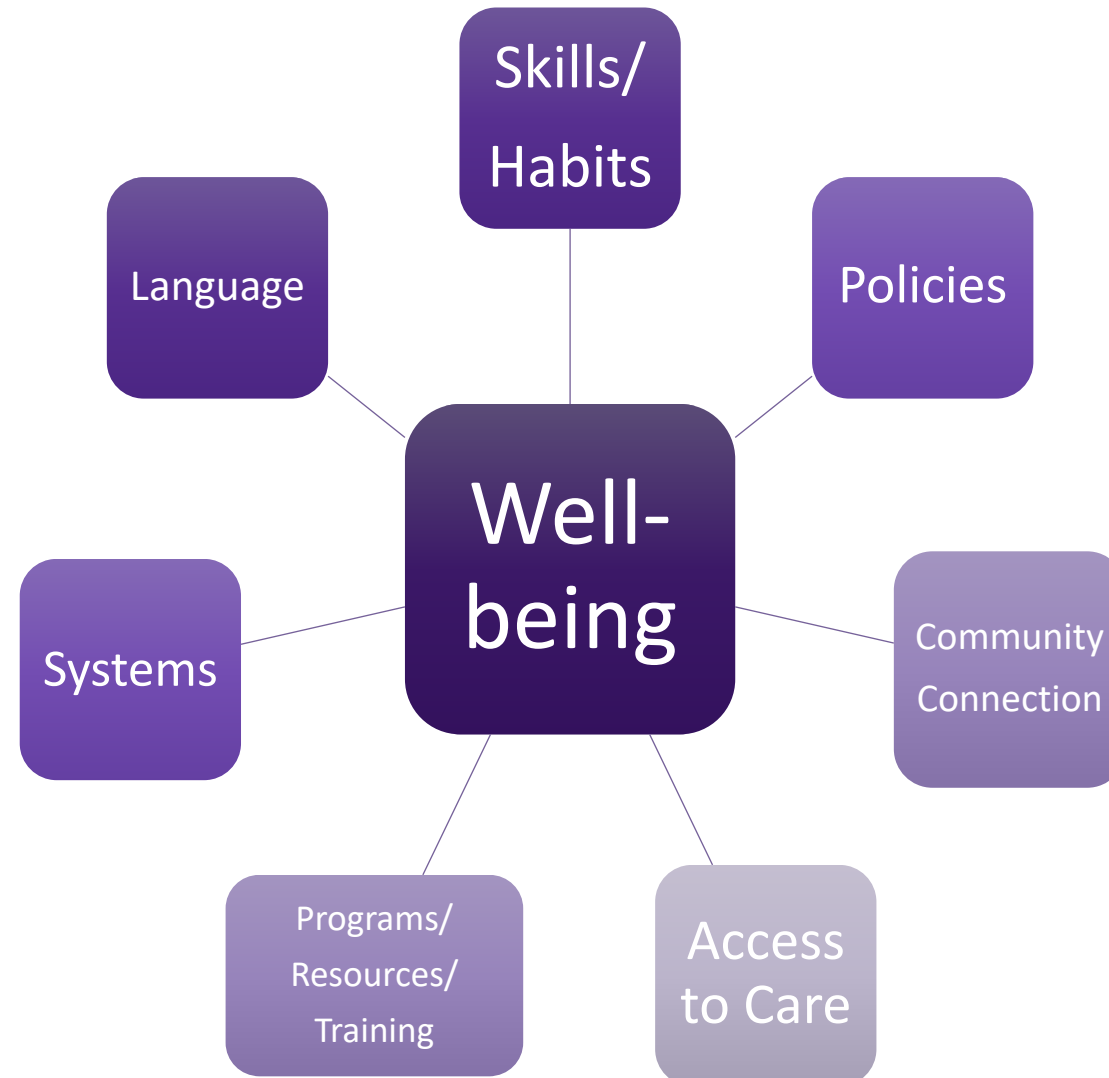 Skills/
Habits
Language
Policies
Well-
being
Community
Connection
Systems
Programs/
Resources/
Training
Access
to Care